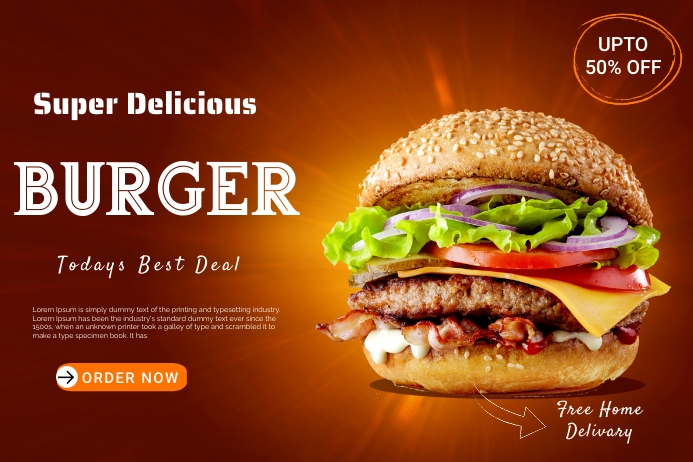 UPTO
50% OFF
Super Delicious
BURGER
Todays Best Deal
Lorem Ipsum is simply dummy text of the printing and typesetting industry.
Lorem Ipsum has been the industry's standard dummy text ever since the
1500s, when an unknown printer took a galley of type and scrambled it to
make a type specimen book. It has
ORDER NOW
Free Home
Delivary